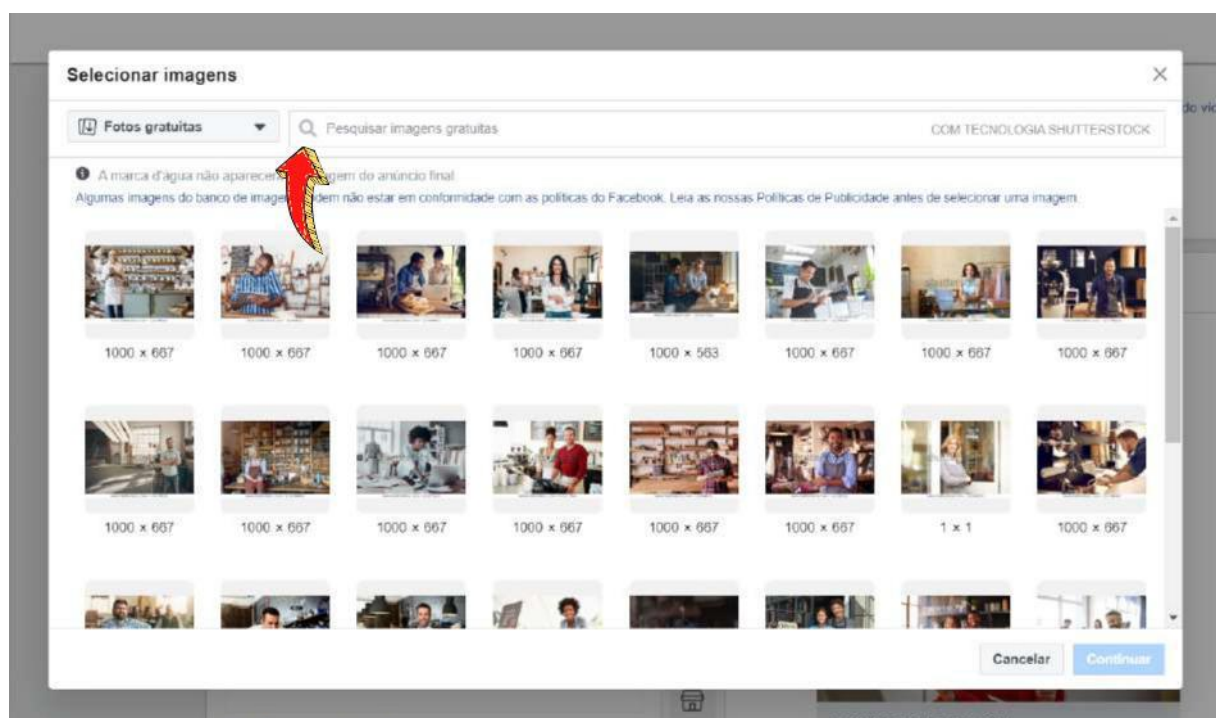 do vid
Selecionar imagens
Fotos gratuitas
Pesquisar imagens gratuitas
COM TECNOLOGIA SHUTTERSTOCK
A marca d'água não aparecerá gem do anúncio final.
Algumas imagens do banco de image dem não estar em conformidade com as políticas do Facebook. Leia as nossas Políticas de Publicidade antes de selecionar uma imagem.
1000 × 667 1000 × 667 1000 × 667 1000 × 667 1000 × 563 1000 × 667 1000 × 667 1000 × 667
1000 × 667 1000 × 667 1000 × 667 1000 × 667 1000 × 667 1000 × 667 1 × 1 1000 × 667
Cancelar Continuar